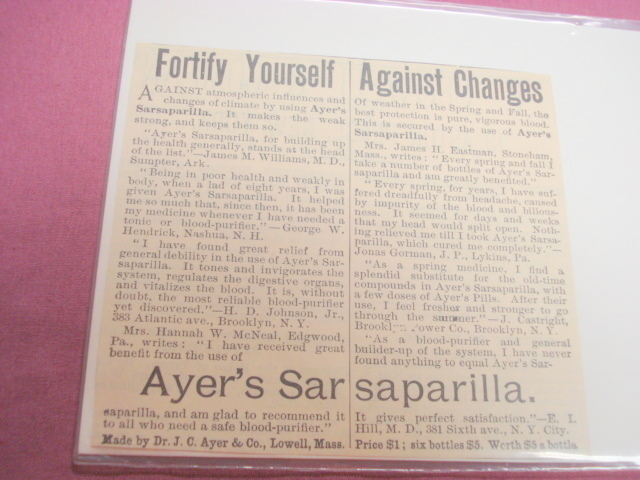 Fortify Yourself
AGAINST atmospheric influences and
changes of climate by using Ayer's
Sarsaparilla. It makes the weak
strong, and keeps them so.
"Ayer's Sarsaparilla, for building up
the health generally, stands at the head
of the list."—James M. Williams, M. D.,
Sumpter, Ark.
"Being in poor health and weakly in
body, when a lad of eight years, I was
given Ayer's Sarsaparilla. It helped
me so much that, since then, it has been
my medicine whenever I have needed a
tonic or blood-purifier."—George W.
Hendrick, Nashua, N. H.
"I have found great relief from
general debility in the use of Ayer's Sar-
saparilla. It tones and invigorates the
system, regulates the digestive organs,
and vitalizes the blood. It is, without
doubt, the most reliable blood-purifier
yet discovered."—H. D. Johnson, Jr.,
383 Atlantic ave., Brooklyn, N. Y.
Mrs. Hannah W. McNeal, Edgwood,
Pa., writes: "I have received great
benefit from the use of
Against Changes
Of weather in the Spring and Fall, the
best protection is pure, vigorous blood.
This is secured by the use of Ayer's
Sarsaparilla.
Mrs. James H. Eastman, Stoneham,
Mass., writes: "Every spring and fall I
take a number of bottles of Ayer's Sar-
saparilla and am greatly benefited."
"Every spring, for years, I have suf-
fered dreadfully from headache, caused
by impurity of the blood and bilious-
ness. It seemed for days and weeks
that my head would split open. Noth-
ing relieved me till I took Ayer's Sarsa-
parilla, which cured me completely."—
Jonas Gorman, J. P., Lykins, Pa.
"As a spring medicine, I find a
splendid substitute for the old-time
compounds in Ayer's Sarsaparilla, with
a few doses of Ayer's Pills. After their
use, I feel fresher and stronger to go
through the summer."—J. Castright,
Brooklyn Power Co., Brooklyn, N. Y.
"As a blood-purifier and general
builder-up of the system, I have never
found anything to equal Ayer's Sar-
Ayer's Sarsaparilla.
saparilla, and am glad to recommend it
to all who need a safe blood-purifier."
Made by Dr. J. C. Ayer & Co., Lowell, Mass.
It gives perfect satisfaction."—E. I.
Hill, M. D., 381 Sixth ave., N. Y. City.
Price $1; six bottles $5. Worth $5 a bottle